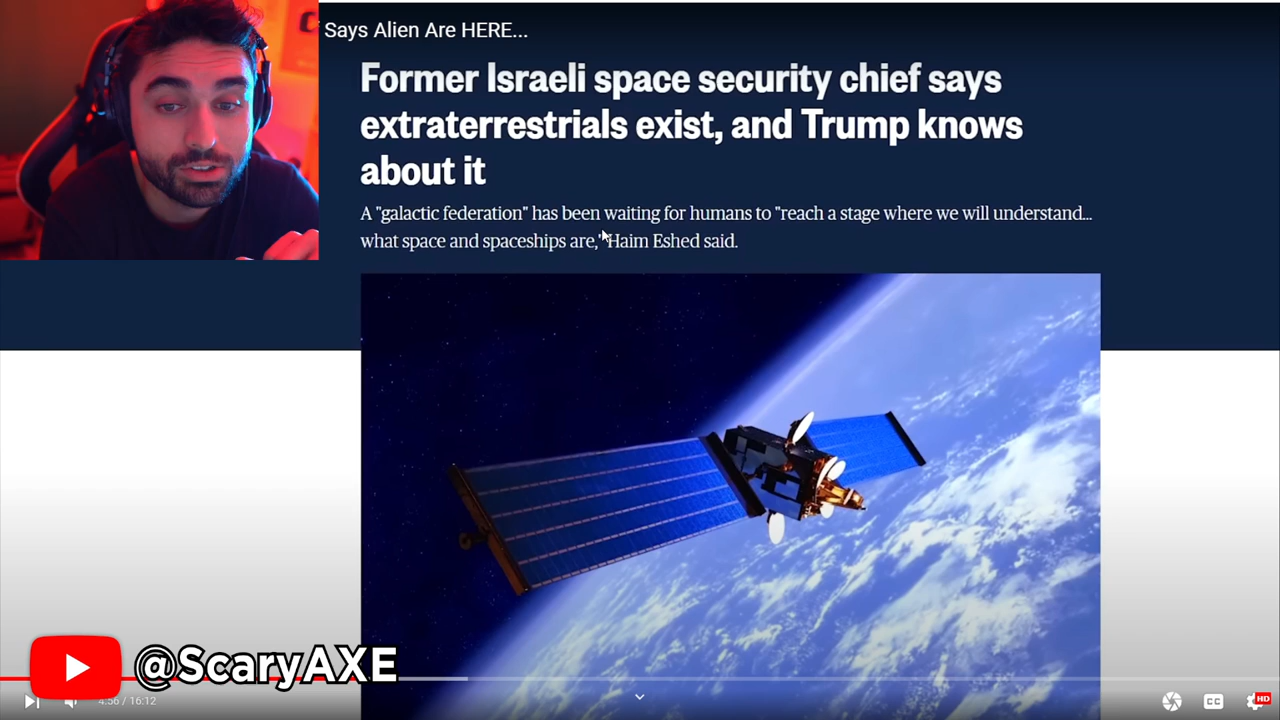 Says Alien Are HERE...
Former Israeli space security chief says
extraterrestrials exist, and Trump knows
about it
A "galactic federation" has been waiting for humans to "reach a stage where we will understand...
what space and spaceships are," Haim Eshed said.
@ScaryAXE
4:56 / 16:12
CC
HD